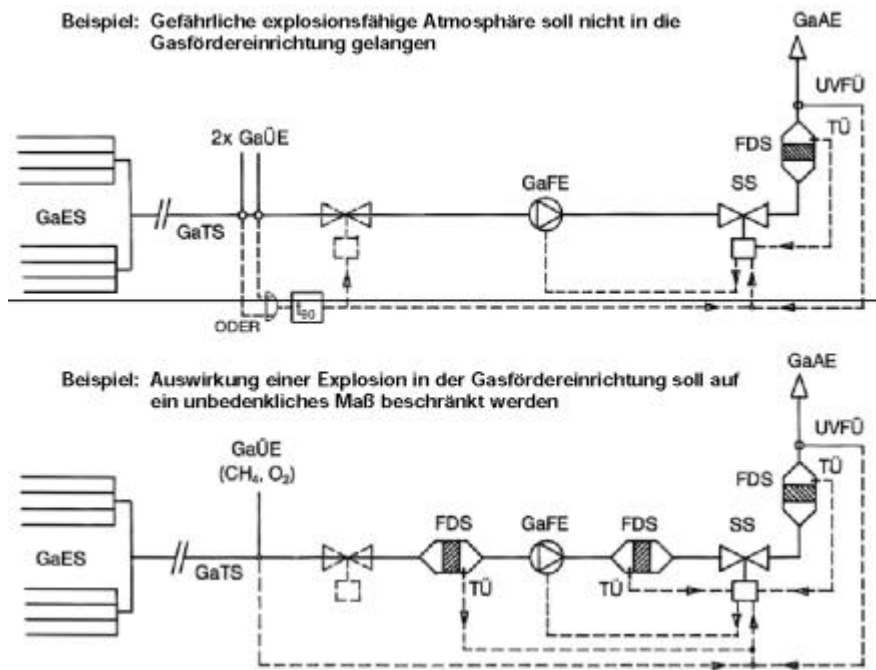 Beispiel: Gefährliche explosionsfähige Atmosphäre soll nicht in die
Gasfördereinrichtung gelangen
GaAE
UVFÜ
TÜ
FDS
2x GaÜE
GaFE
SS
GaES
GaTS
ODER
t90
Beispiel: Auswirkung einer Explosion in der Gasfördereinrichtung soll auf
ein unbedenkliches Maß beschränkt werden
GaAE
UVFÜ
GaÜE
(CH₄, O₂)
TÜ
FDS
FDS
GaFE
FDS
SS
GaES
GaTS
TÜ
TÜ